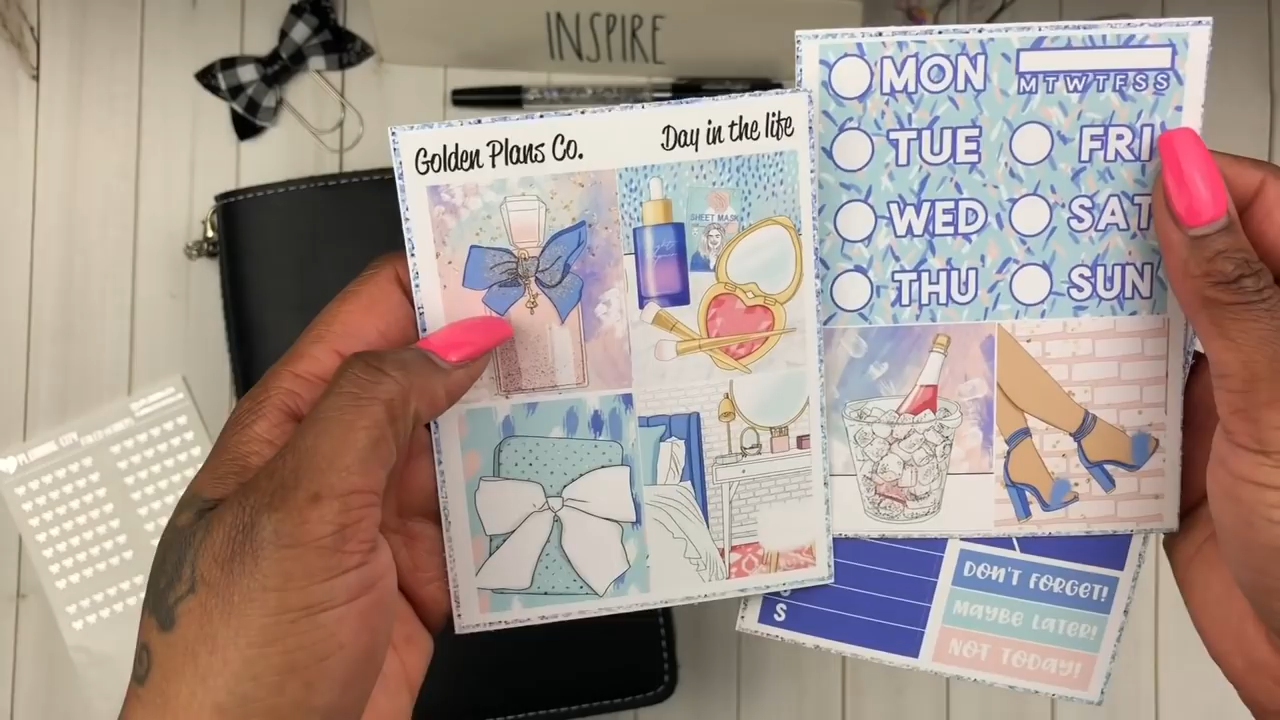 INSPIRE
Golden Plans Co.
Day in the life
SHEET MASK
MON
TUE
WED
THU
MTWTFSS
FRI
SAT
SUN
S
DON'T FORGET!
MAYBE LATER!
NOT TODAY!